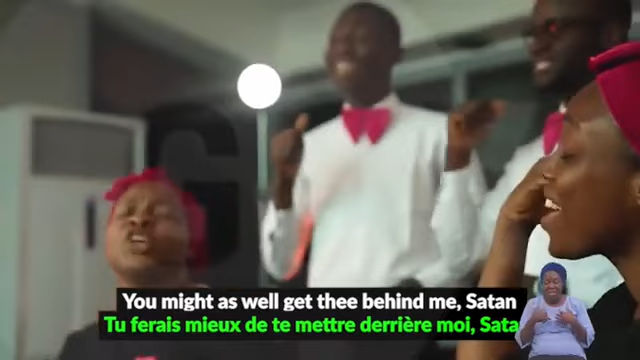 You might as well get thee behind me, Satan
Tu ferais mieux de te mettre derrière moi, Sata